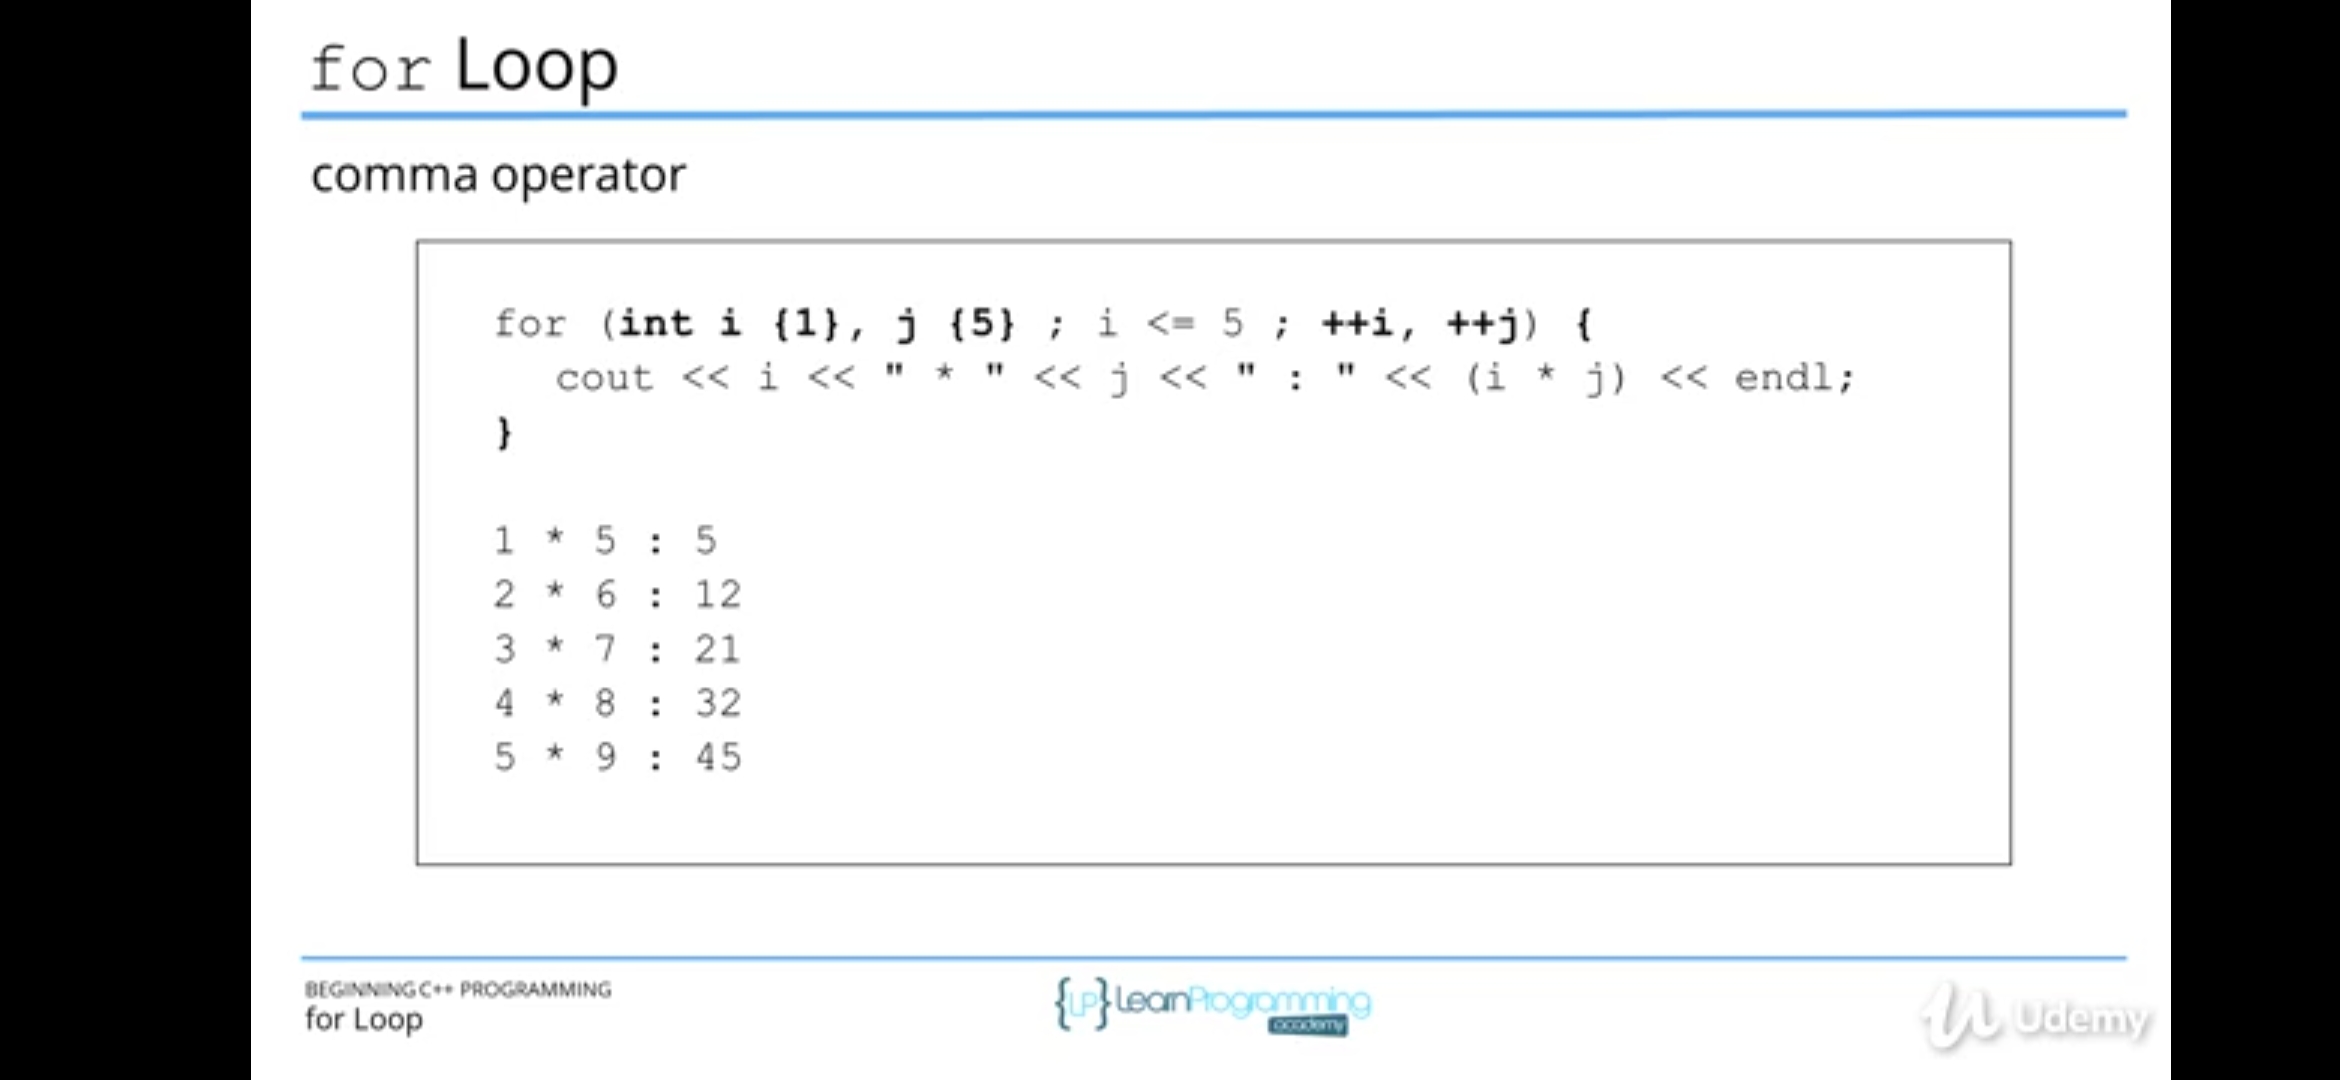 for Loop
comma operator
for (int i {1}, j {5} ; i <= 5 ; ++i, ++j) {
cout << i << " * " << j << " : " << (i * j) << endl;
}
1 * 5 : 5
2 * 6 : 12
3 * 7 : 21
4 * 8 : 32
5 * 9 : 45
BEGINNING C++ PROGRAMMING
for Loop
{LP} LearnProgramming
academy
Udemy